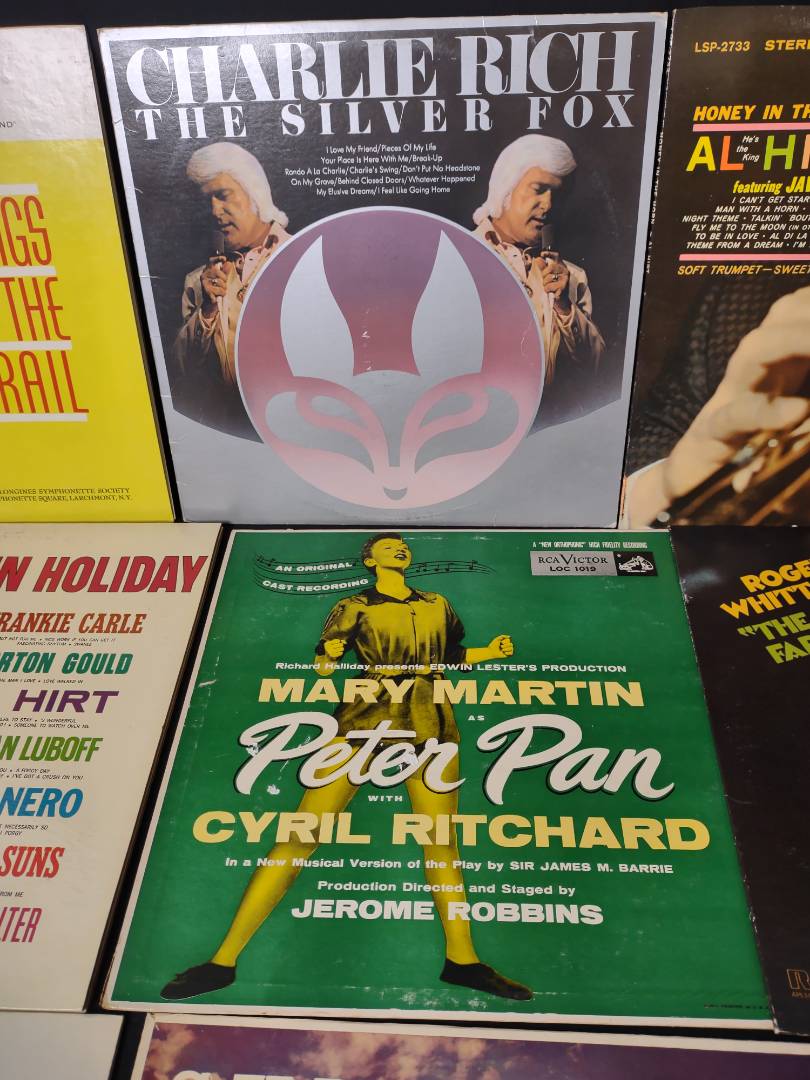 CHARLIE RICH
THE SILVER FOX
I Love My Friend/Pieces Of My Life
Your Place Is Here With Me/Break-Up
Rondo A La Charlie/Charlie's Swing/Don't Put No Headstone
On My Grave/Behind Closed Doors/Whatever Happened
My Elusive Dreams/I Feel Like Going Home
NGS
THE
RAIL
LONGINES SYMPHONETTE SOCIETY
PHONETTE SQUARE, LARCHMONT, N.Y.
LSP-2733 STERE
HONEY IN TH
He's
the
King
AL HI
featuring JA
I CAN'T GET STAR
MAN WITH A HORN •
NIGHT THEME • TALKIN' BOUT
FLY ME TO THE MOON (IN OT
TO BE IN LOVE • AL DI LA
THEME FROM A DREAM • I'M
SOFT TRUMPET—SWEET
N HOLIDAY
RANKIE CARLE
RTON GOULD
HIRT
AN LUBOFF
NERO
SUNS
LTER
A "NEW ORTHOPHONIC" HIGH FIDELITY RECORDING
RCA VICTOR
LOC 1019
AN ORIGINAL
CAST RECORDING
Richard Halliday presents EDWIN LESTER'S PRODUCTION
MARY MARTIN
AS
Peter Pan
WITH
CYRIL RITCHARD
In a New Musical Version of the Play by SIR JAMES M. BARRIE
Production Directed and Staged by
JEROME ROBBINS
ROGE
WHITT
"THE
FA